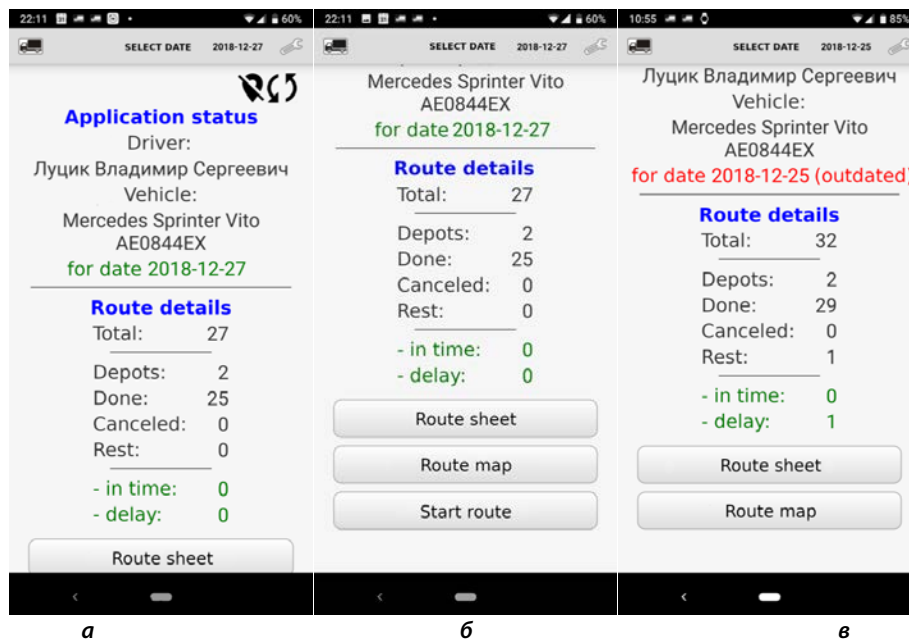 22:11 60%
SELECT DATE 2018-12-27
Application status
Driver:
Луцик Владимир Сергеевич
Vehicle:
Mercedes Sprinter Vito
AE0844EX
for date 2018-12-27
Route details
Total: 27
Depots: 2
Done: 25
Canceled: 0
Rest: 0
- in time: 0
- delay: 0
Route sheet
а
22:11 60%
SELECT DATE 2018-12-27
Mercedes Sprinter Vito
AE0844EX
for date 2018-12-27
Route details
Total: 27
Depots: 2
Done: 25
Canceled: 0
Rest: 0
- in time: 0
- delay: 0
Route sheet
Route map
Start route
б
10:55 85%
SELECT DATE 2018-12-25
Луцик Владимир Сергеевич
Vehicle:
Mercedes Sprinter Vito
AE0844EX
for date 2018-12-25 (outdated)
Route details
Total: 32
Depots: 2
Done: 29
Canceled: 0
Rest: 1
- in time: 0
- delay: 1
Route sheet
Route map
в